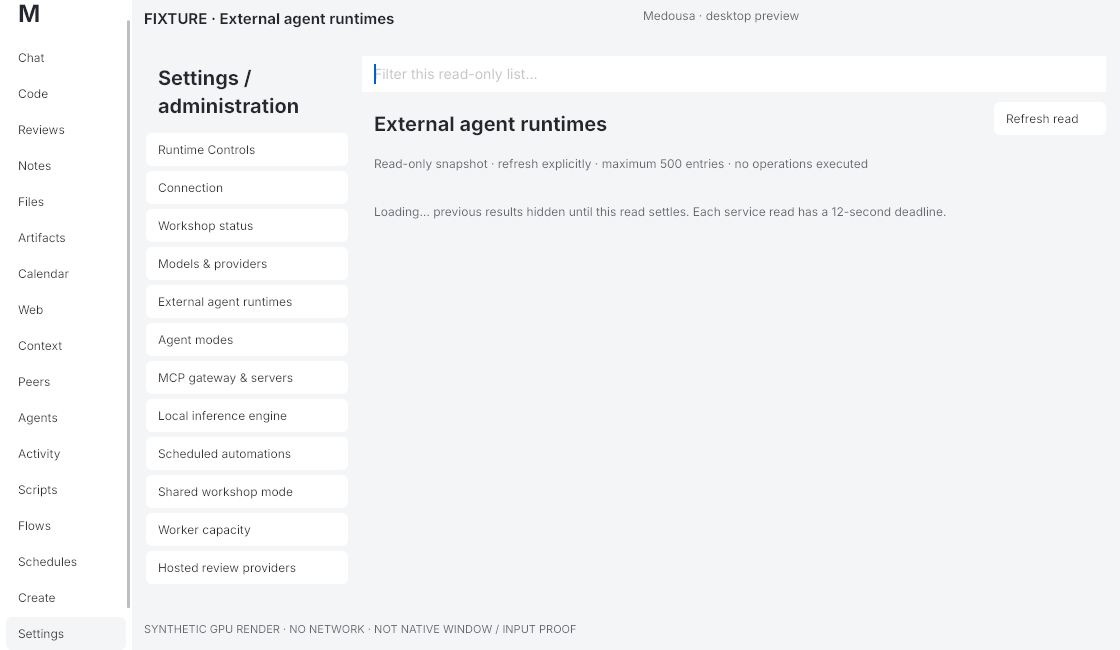 M
FIXTURE · External agent runtimes
Medousa · desktop preview
Chat
Code
Reviews
Notes
Files
Artifacts
Calendar
Web
Context
Peers
Agents
Activity
Scripts
Flows
Schedules
Create
Settings
Settings /
administration
Runtime Controls
Connection
Workshop status
Models & providers
External agent runtimes
Agent modes
MCP gateway & servers
Local inference engine
Scheduled automations
Shared workshop mode
Worker capacity
Hosted review providers
Filter this read-only list...
External agent runtimes
Refresh read
Read-only snapshot · refresh explicitly · maximum 500 entries · no operations executed
Loading... previous results hidden until this read settles. Each service read has a 12-second deadline.
SYNTHETIC GPU RENDER · NO NETWORK · NOT NATIVE WINDOW / INPUT PROOF